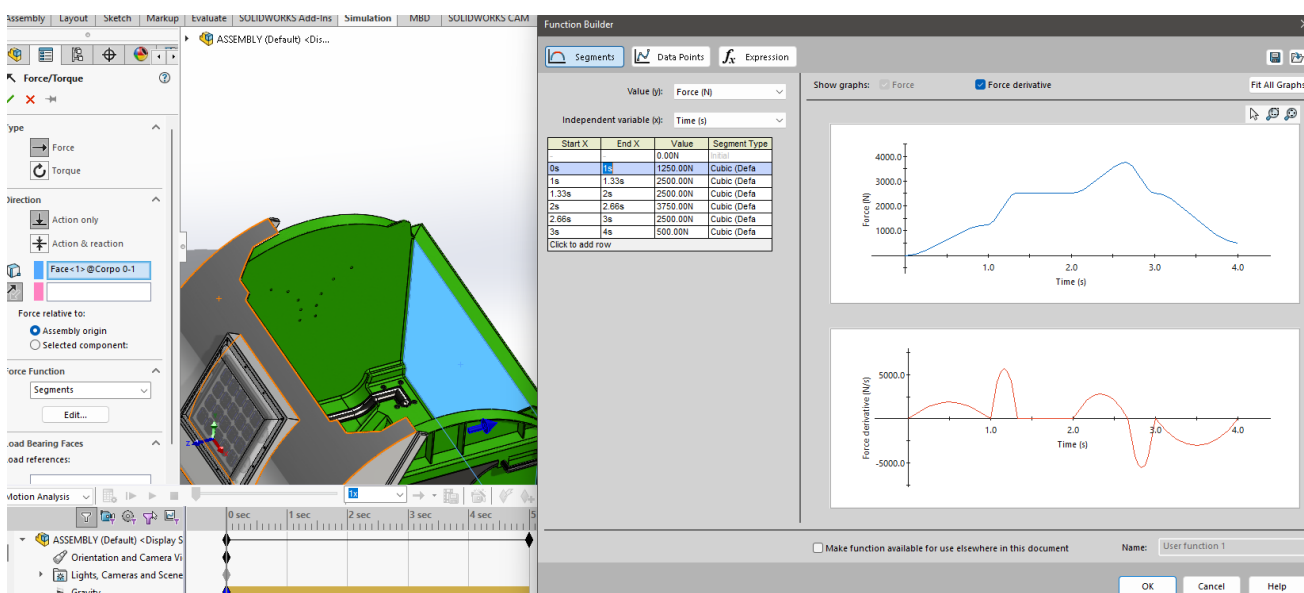 Assembly Layout Sketch Markup Evaluate SOLIDWORKS Add-Ins Simulation MBD SOLIDWORKS CAM
ASSEMBLY (Default) <Dis...
Force/Torque
Type
Force
Torque
Direction
Action only
Action & reaction
Face<1>@Corpo 0-1
Force relative to:
Assembly origin
Selected component:
Force Function
Segments
Edit...
Load Bearing Faces
Load references:
z
Motion Analysis
1x
0 sec 1 sec 2 sec 3 sec 4 sec 5
ASSEMBLY (Default) <Display S
Orientation and Camera Vi
Lights, Cameras and Scene
Gravity
Function Builder
Segments Data Points fx Expression
Value (y): Force (N)
Independent variable (x): Time (s)
Start X End X Value Segment Type
- - 0.00N Initial
0s 1s 1250.00N Cubic (Defa
1s 1.33s 2500.00N Cubic (Defa
1.33s 2s 2500.00N Cubic (Defa
2s 2.66s 3750.00N Cubic (Defa
2.66s 3s 2500.00N Cubic (Defa
3s 4s 500.00N Cubic (Defa
Click to add row
Show graphs: Force Force derivative Fit All Graphs
Force (N)
4000.0
3000.0
2000.0
1000.0
1.0 2.0 3.0 4.0
Time (s)
Force derivative (N/s)
5000.0
-5000.0
1.0 2.0 3.0 4.0
Time (s)
Make function available for use elsewhere in this document Name: User function 1
OK Cancel Help